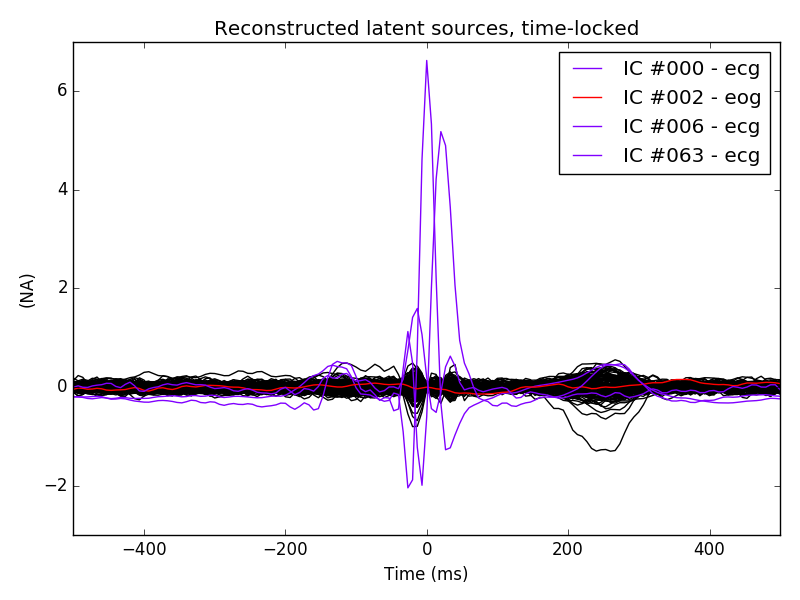 Reconstructed latent sources, time-locked
IC #000 - ecg
IC #002 - eog
IC #006 - ecg
IC #063 - ecg
6
4
2
0
−2
(NA)
−400
−200
0
200
400
Time (ms)